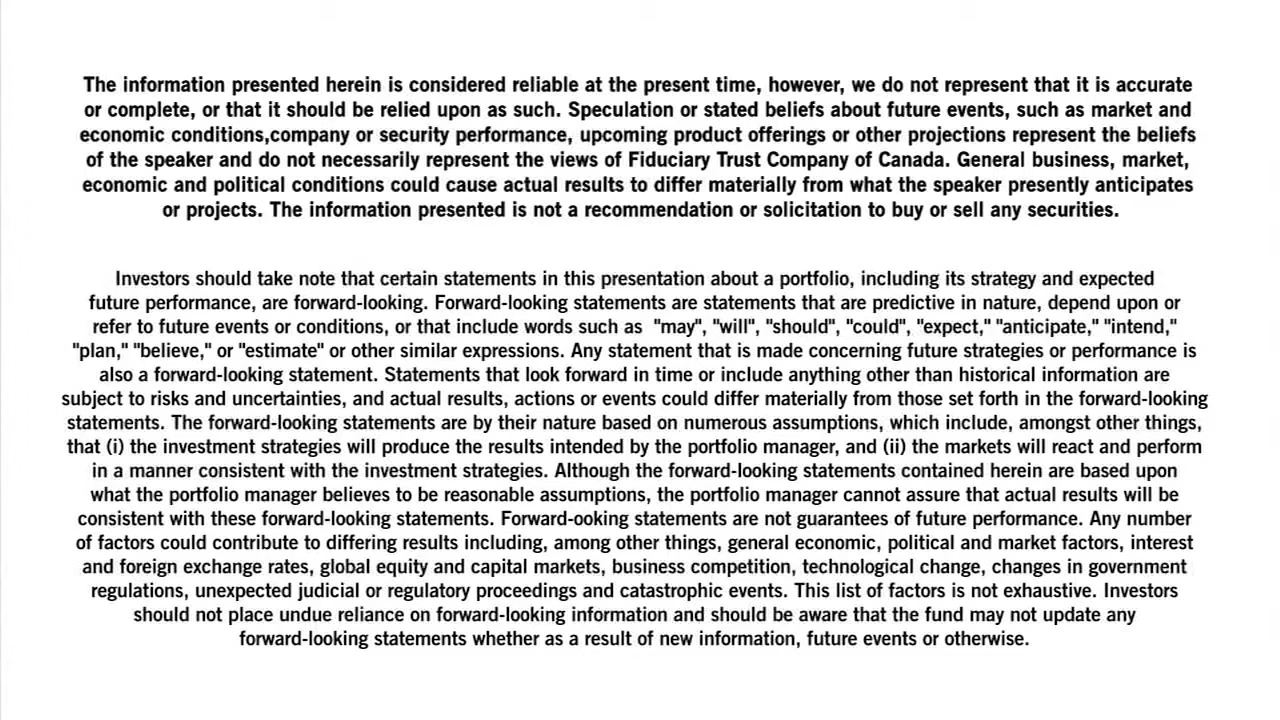 The information presented herein is considered reliable at the present time, however, we do not represent that it is accurate
or complete, or that it should be relied upon as such. Speculation or stated beliefs about future events, such as market and
economic conditions,company or security performance, upcoming product offerings or other projections represent the beliefs
of the speaker and do not necessarily represent the views of Fiduciary Trust Company of Canada. General business, market,
economic and political conditions could cause actual results to differ materially from what the speaker presently anticipates
or projects. The information presented is not a recommendation or solicitation to buy or sell any securities.
Investors should take note that certain statements in this presentation about a portfolio, including its strategy and expected
future performance, are forward-looking. Forward-looking statements are statements that are predictive in nature, depend upon or
refer to future events or conditions, or that include words such as  "may", "will", "should", "could", "expect," "anticipate," "intend,"
"plan," "believe," or "estimate" or other similar expressions. Any statement that is made concerning future strategies or performance is
also a forward-looking statement. Statements that look forward in time or include anything other than historical information are
subject to risks and uncertainties, and actual results, actions or events could differ materially from those set forth in the forward-looking
statements. The forward-looking statements are by their nature based on numerous assumptions, which include, amongst other things,
that (i) the investment strategies will produce the results intended by the portfolio manager, and (ii) the markets will react and perform
in a manner consistent with the investment strategies. Although the forward-looking statements contained herein are based upon
what the portfolio manager believes to be reasonable assumptions, the portfolio manager cannot assure that actual results will be
consistent with these forward-looking statements. Forward-ooking statements are not guarantees of future performance. Any number
of factors could contribute to differing results including, among other things, general economic, political and market factors, interest
and foreign exchange rates, global equity and capital markets, business competition, technological change, changes in government
regulations, unexpected judicial or regulatory proceedings and catastrophic events. This list of factors is not exhaustive. Investors
should not place undue reliance on forward-looking information and should be aware that the fund may not update any
forward-looking statements whether as a result of new information, future events or otherwise.